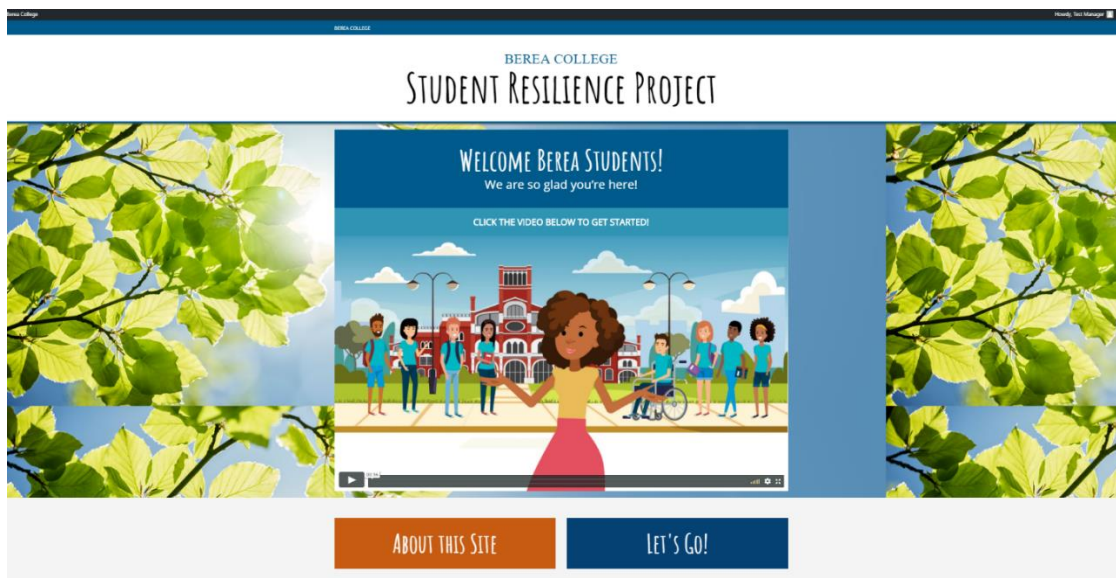 Berea College
Howdy, Test Manager
BEREA COLLEGE
BEREA COLLEGE
STUDENT RESILIENCE PROJECT
WELCOME BEREA STUDENTS!
We are so glad you're here!
CLICK THE VIDEO BELOW TO GET STARTED!
ABOUT THIS SITE
LET'S GO!